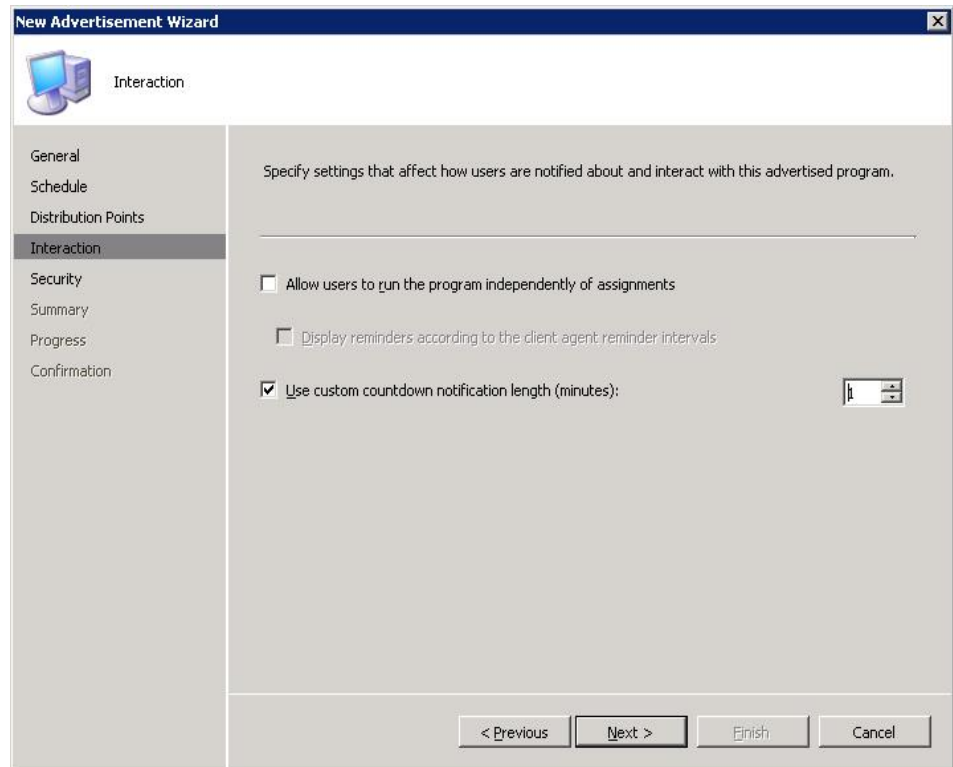 New Advertisement Wizard
Interaction
General
Schedule
Distribution Points
Interaction
Security
Summary
Progress
Confirmation
Specify settings that affect how users are notified about and interact with this advertised program.
Allow users to run the program independently of assignments
Display reminders according to the client agent reminder intervals
Use custom countdown notification length (minutes):
1
< Previous
Next >
Finish
Cancel